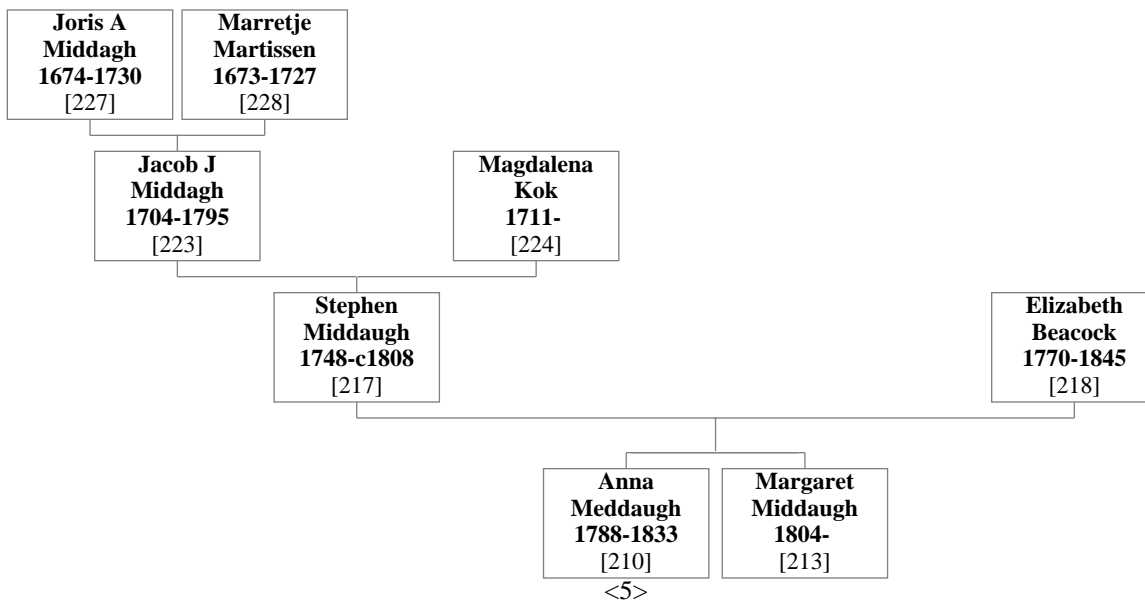 Joris A
Middagh
1674-1730
[227]
Marretje
Martissen
1673-1727
[228]
Jacob J
Middagh
1704-1795
[223]
Magdalena
Kok
1711-
[224]
Stephen
Middaugh
1748-c1808
[217]
Elizabeth
Beacock
1770-1845
[218]
Anna
Meddaugh
1788-1833
[210]
<5>
Margaret
Middaugh
1804-
[213]